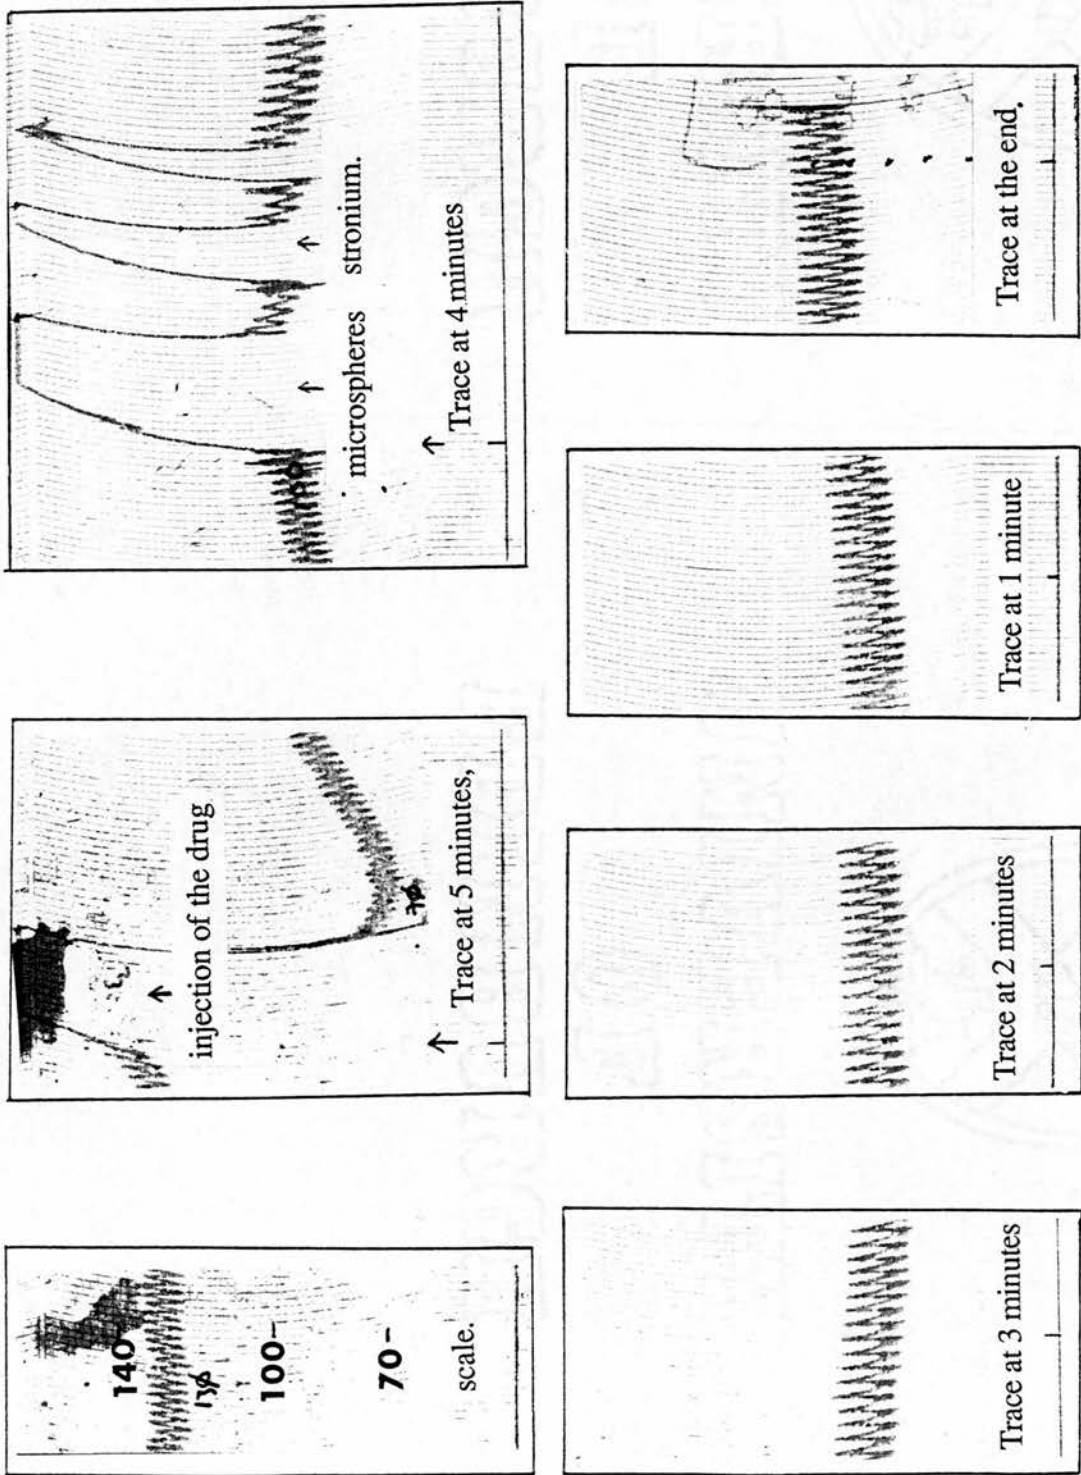 140-
130
100-
70-
scale.
injection of the drug
70
Trace at 5 minutes,
100
microspheres stronium.
Trace at 4 minutes
Trace at 3 minutes
Trace at 2 minutes
Trace at 1 minute
Trace at the end.